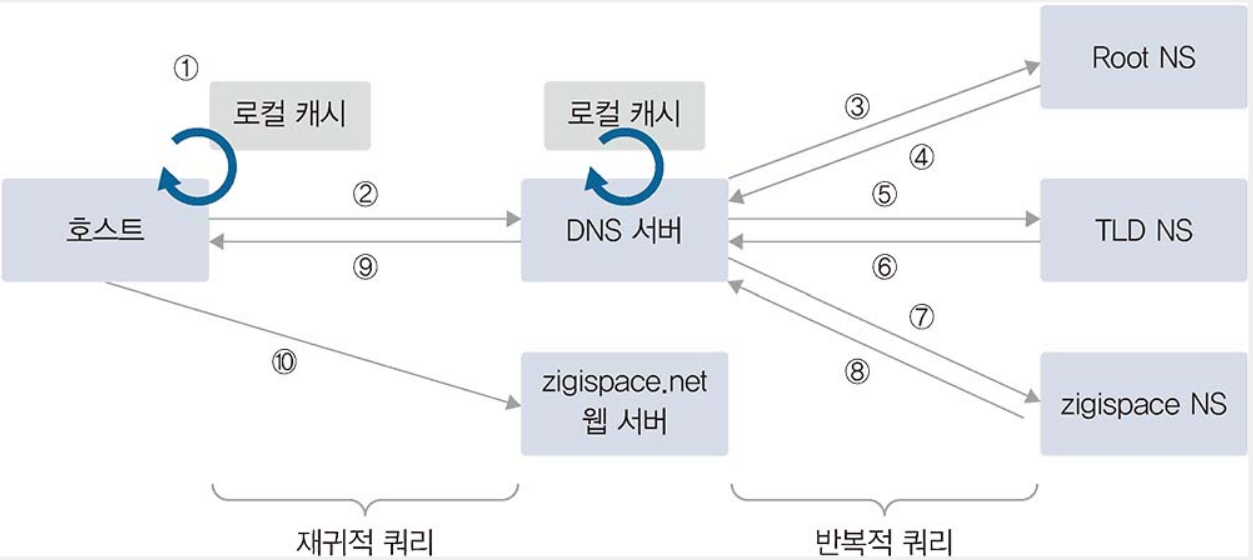 Root NS
①
로컬 캐시
로컬 캐시
③
④
②
⑤
호스트
DNS 서버
TLD NS
⑨
⑥
⑦
⑩
zigispace.net
웹 서버
⑧
zigispace NS
재귀적 쿼리
반복적 쿼리